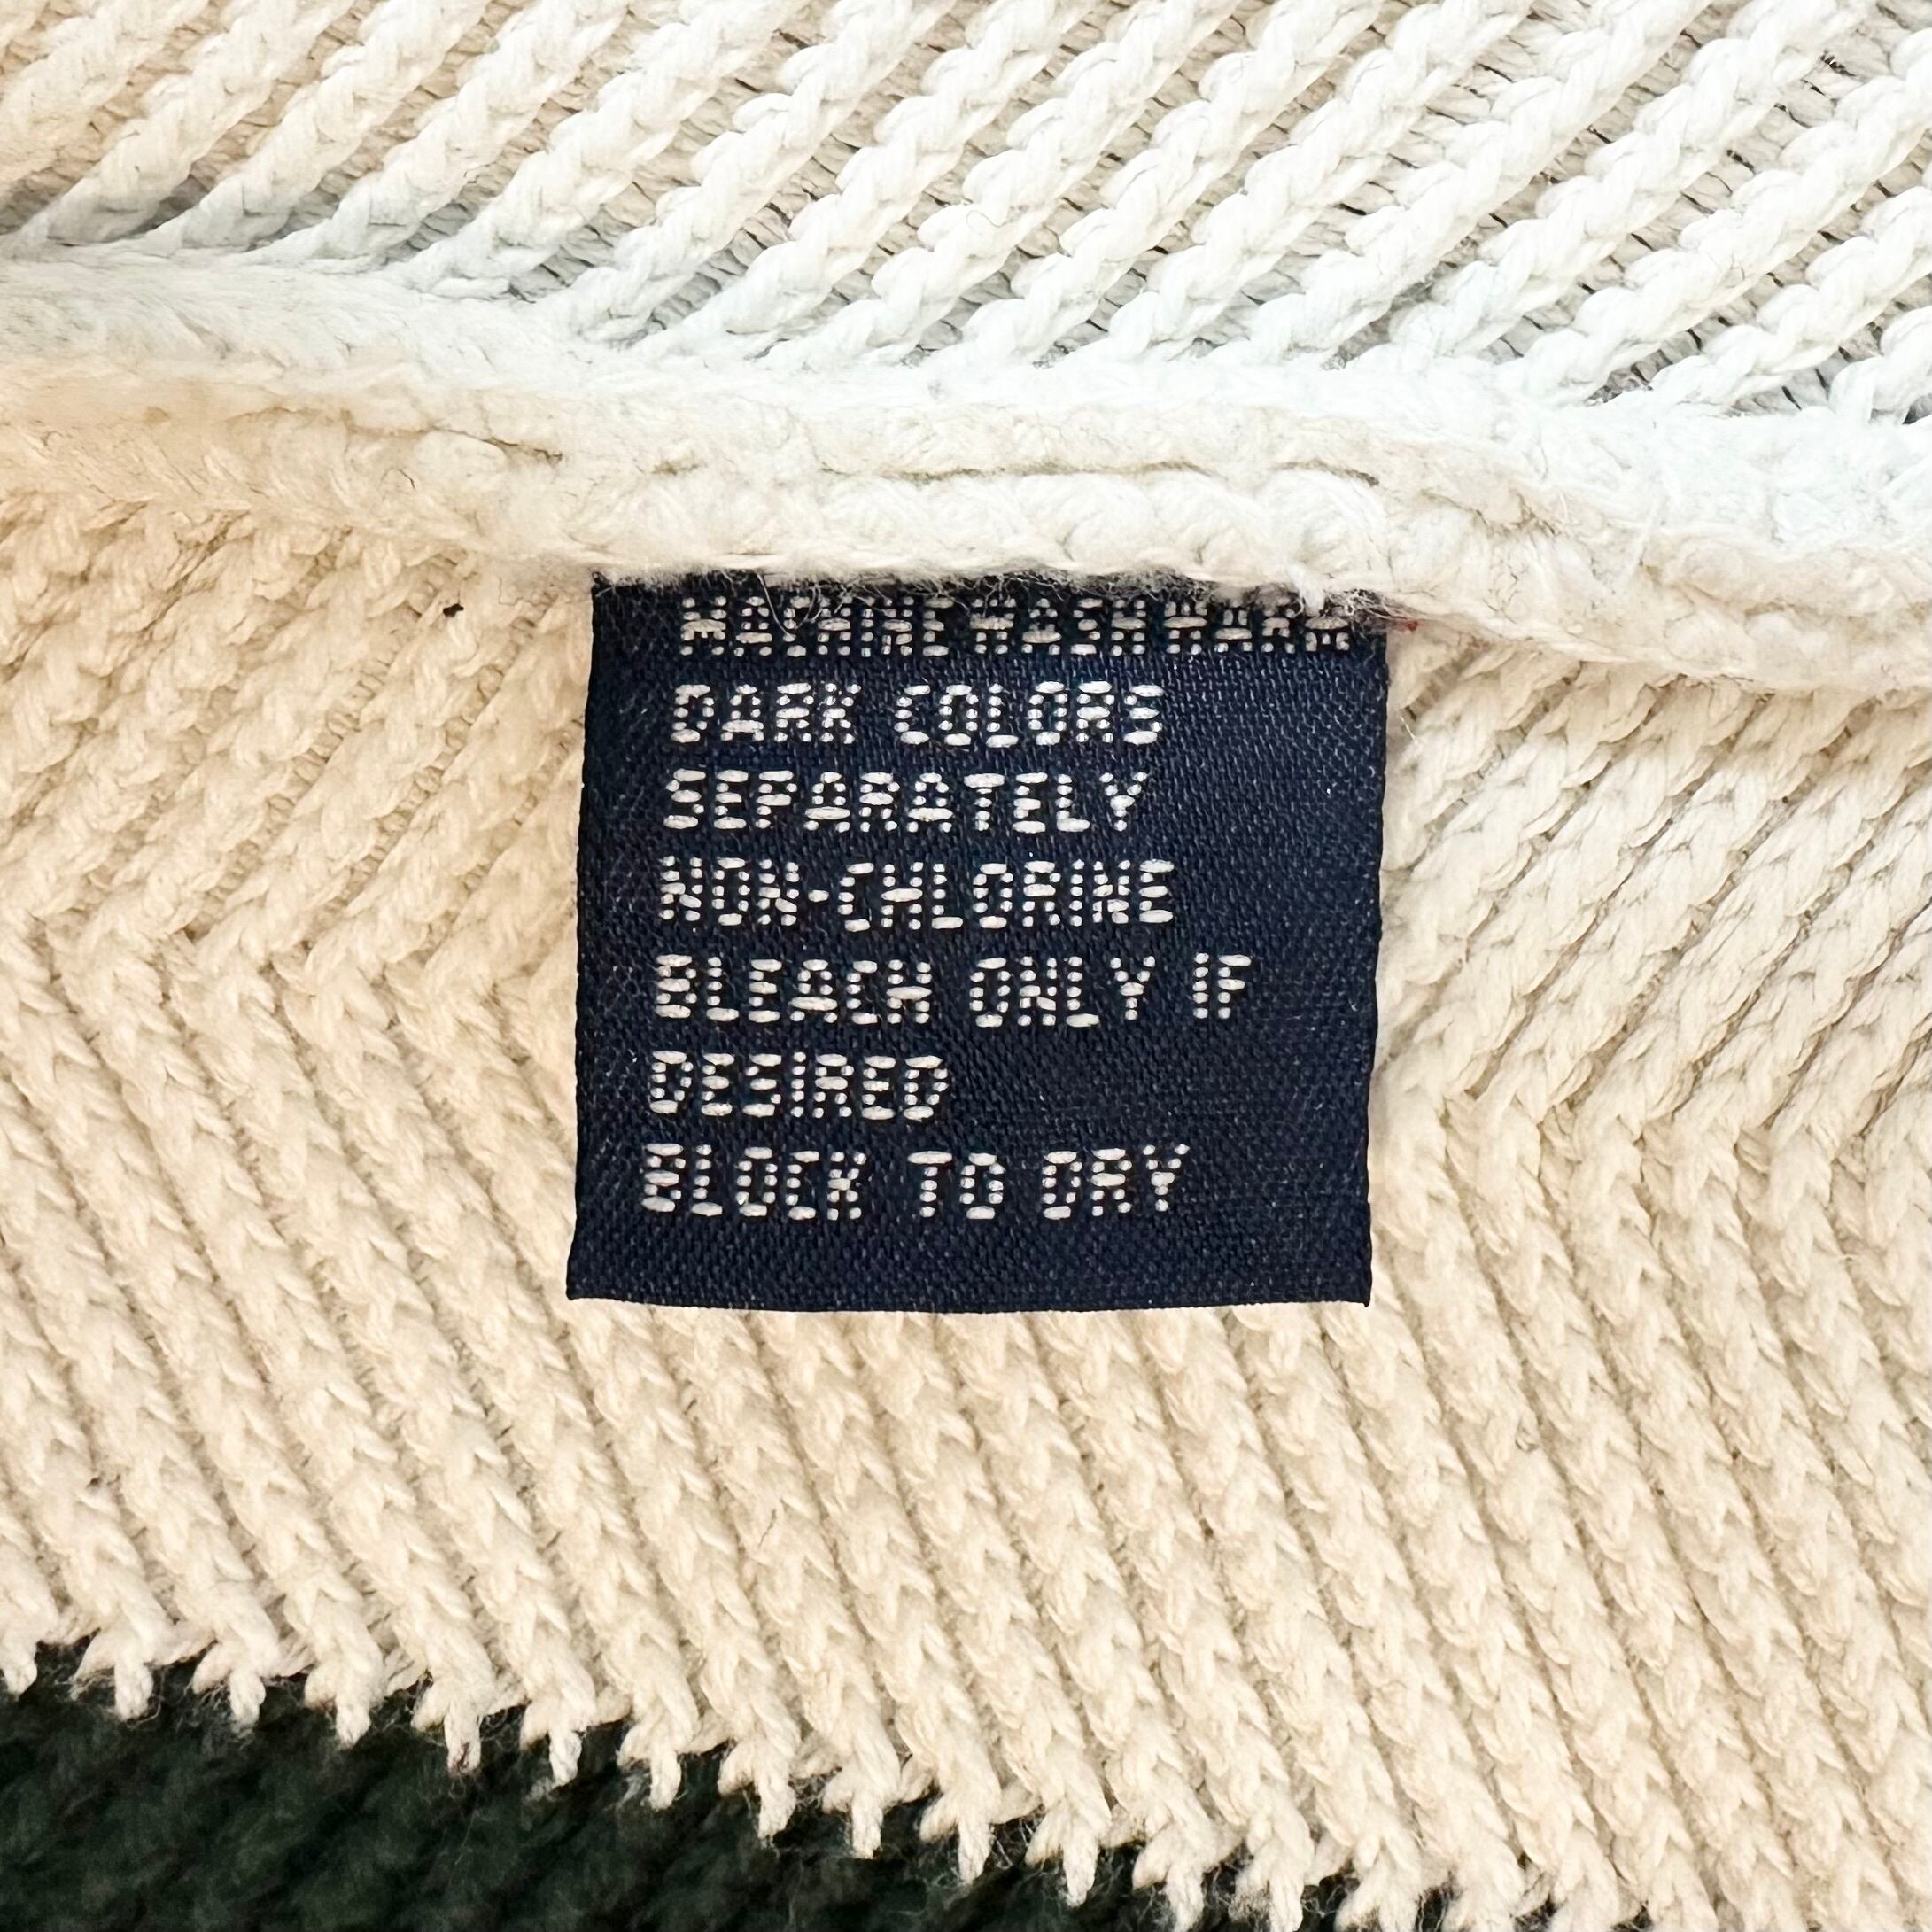 MACHINE WASH WARM
DARK COLORS
SEPARATELY
NON-CHLORINE
BLEACH ONLY IF
DESIRED
BLOCK TO DRY